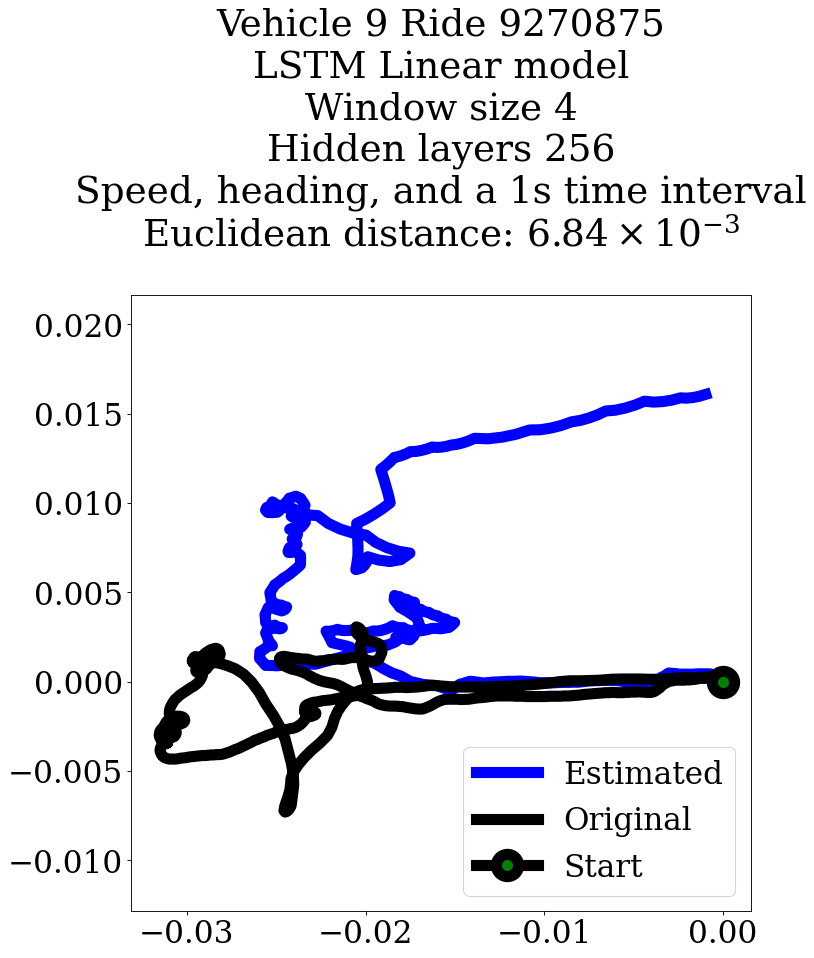 Vehicle 9 Ride 9270875
LSTM Linear model
Window size 4
Hidden layers 256
Speed, heading, and a 1s time interval
Euclidean distance: 6.84 × 10⁻³
0.020
0.015
0.010
0.005
0.000
−0.005
−0.010
Estimated
Original
Start
−0.03
−0.02
−0.01
0.00